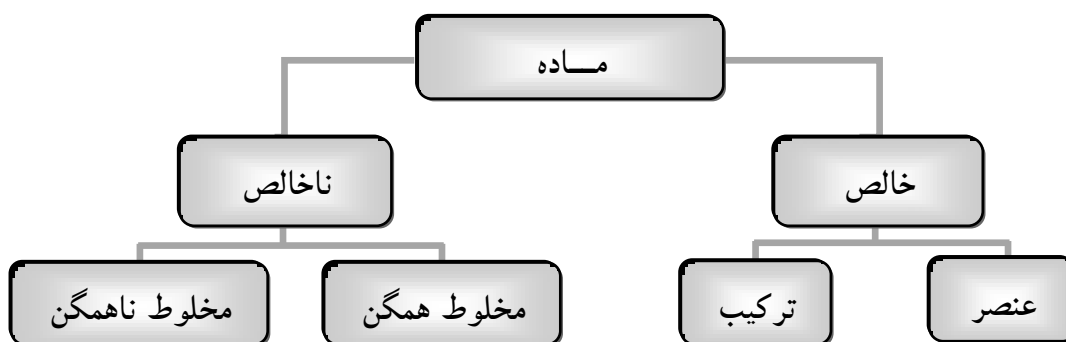 مـــاده
خالص
ناخالص
عنصر
ترکیب
مخلوط همگن
مخلوط ناهمگن